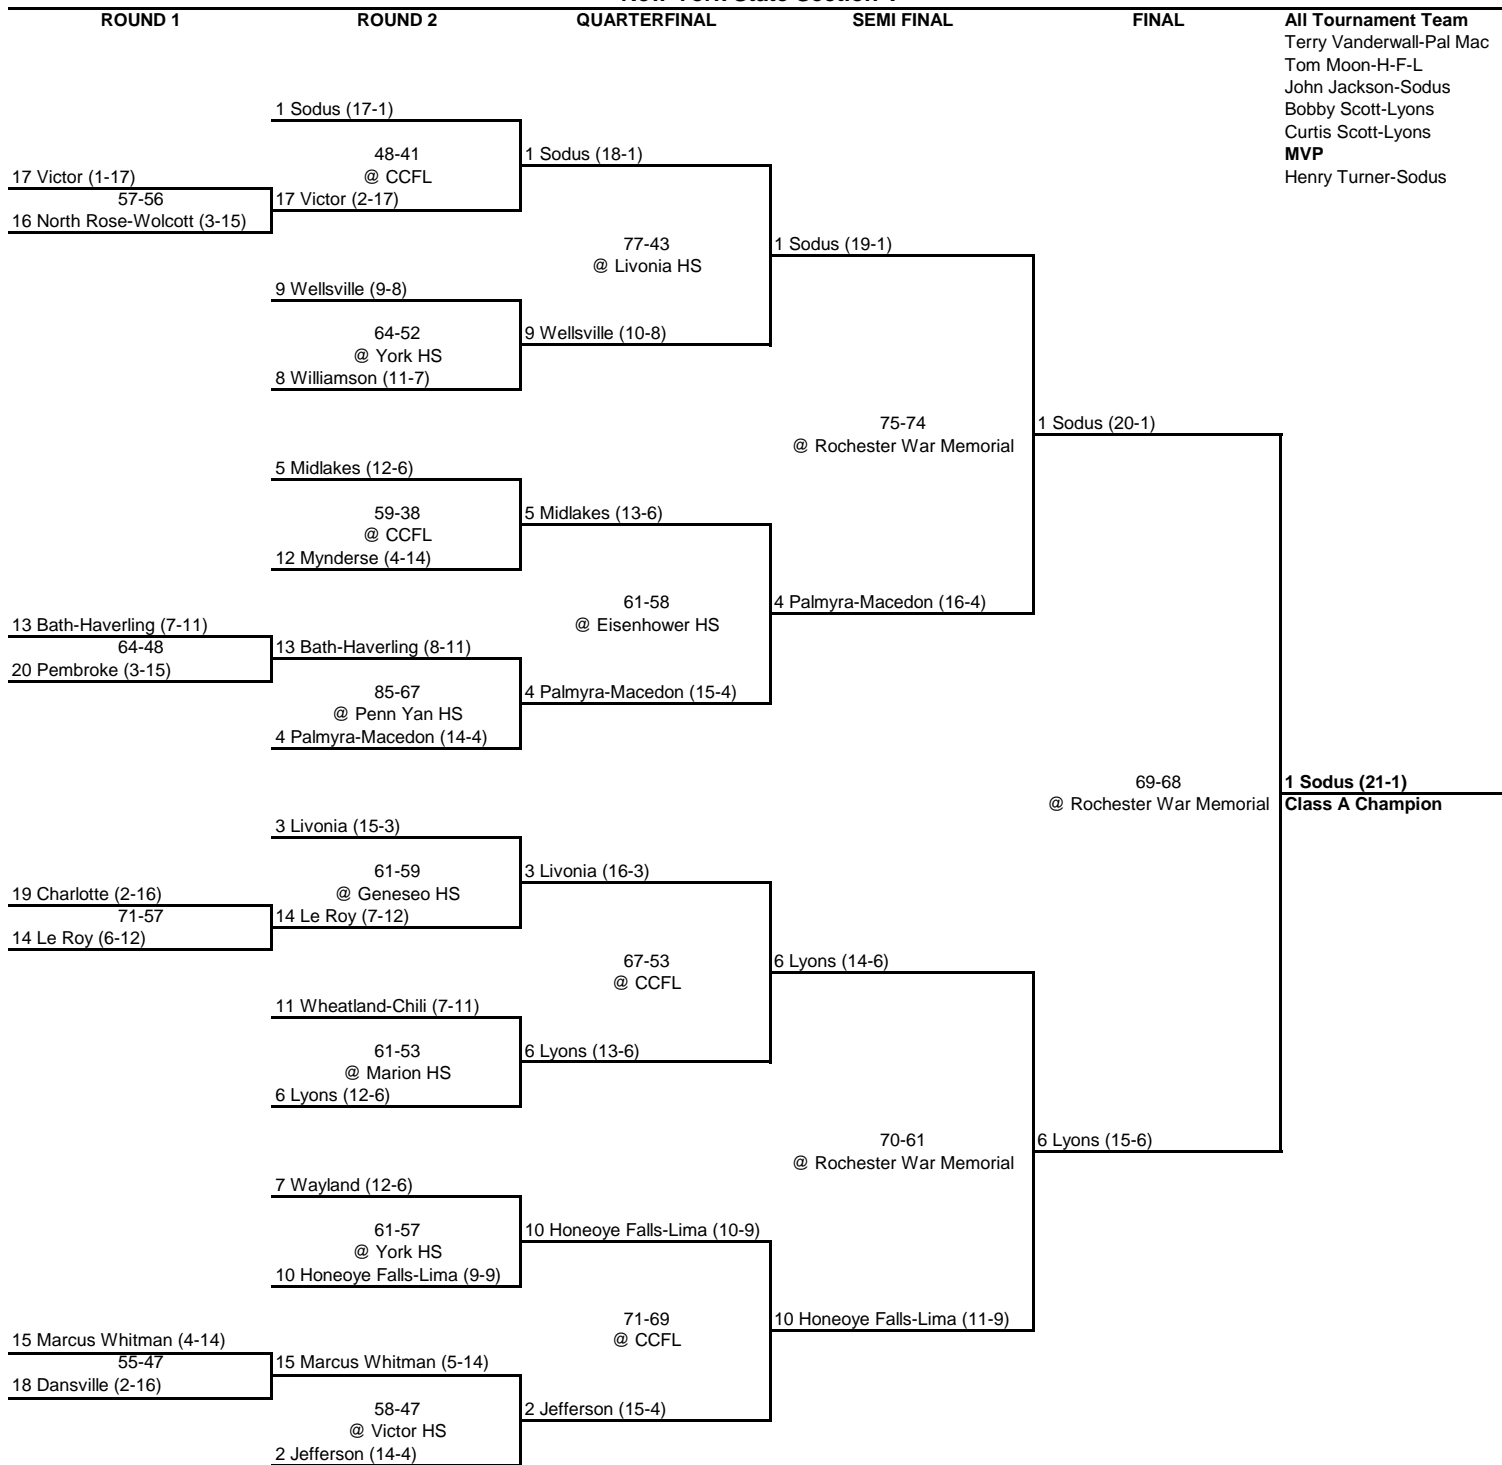 ROUND 1 ROUND 2 QUARTERFINAL SEMI FINAL FINAL All Tournament Team
Terry Vanderwall-Pal Mac
Tom Moon-H-F-L
John Jackson-Sodus
Bobby Scott-Lyons
Curtis Scott-Lyons
MVP
Henry Turner-Sodus
1 Sodus (17-1)
48-41
@ CCFL
1 Sodus (18-1)
17 Victor (1-17)
57-56
16 North Rose-Wolcott (3-15)
17 Victor (2-17)
77-43
@ Livonia HS
1 Sodus (19-1)
9 Wellsville (9-8)
64-52
@ York HS
9 Wellsville (10-8)
8 Williamson (11-7)
75-74
@ Rochester War Memorial
1 Sodus (20-1)
5 Midlakes (12-6)
59-38
@ CCFL
5 Midlakes (13-6)
12 Mynderse (4-14)
61-58
@ Eisenhower HS
4 Palmyra-Macedon (16-4)
13 Bath-Haverling (7-11)
64-48
20 Pembroke (3-15)
13 Bath-Haverling (8-11)
85-67
@ Penn Yan HS
4 Palmyra-Macedon (15-4)
4 Palmyra-Macedon (14-4)
69-68
@ Rochester War Memorial
1 Sodus (21-1)
Class A Champion
3 Livonia (15-3)
61-59
@ Geneseo HS
3 Livonia (16-3)
19 Charlotte (2-16)
71-57
14 Le Roy (6-12)
14 Le Roy (7-12)
67-53
@ CCFL
6 Lyons (14-6)
11 Wheatland-Chili (7-11)
61-53
@ Marion HS
6 Lyons (13-6)
6 Lyons (12-6)
70-61
@ Rochester War Memorial
6 Lyons (15-6)
7 Wayland (12-6)
61-57
@ York HS
10 Honeoye Falls-Lima (10-9)
10 Honeoye Falls-Lima (9-9)
71-69
@ CCFL
10 Honeoye Falls-Lima (11-9)
15 Marcus Whitman (4-14)
55-47
18 Dansville (2-16)
15 Marcus Whitman (5-14)
58-47
@ Victor HS
2 Jefferson (15-4)
2 Jefferson (14-4)